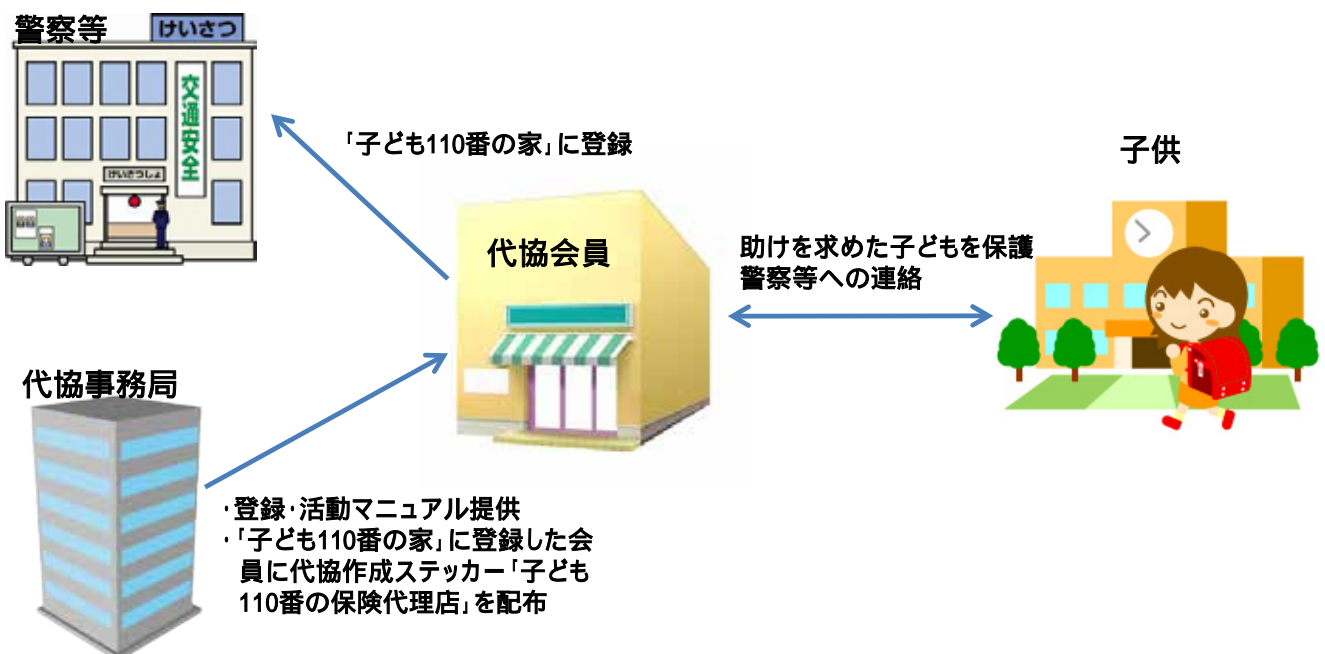 警察等
けいさつ
交通安全
けいさつしょ
「子ども110番の家」に登録
代協会員
子供
助けを求めた子どもを保護
警察等への連絡
代協事務局
・登録・活動マニュアル提供
・「子ども110番の家」に登録した会
員に代協作成ステッカー「子ども
110番の保険代理店」を配布